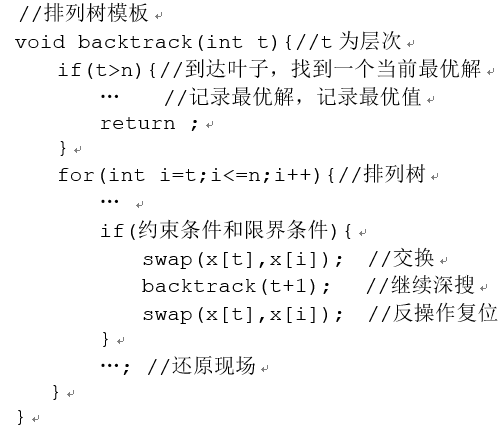 //排列树模板
void backtrack(int t){//t为层次
if(t>n){//到达叶子，找到一个当前最优解
…    //记录最优解，记录最优值
return ;
}
for(int i=t;i<=n;i++){//排列树
…
if(约束条件和限界条件){
swap(x[t],x[i]);  //交换
backtrack(t+1);   //继续深搜
swap(x[t],x[i]);  //反操作复位
}
…; //还原现场
}
}